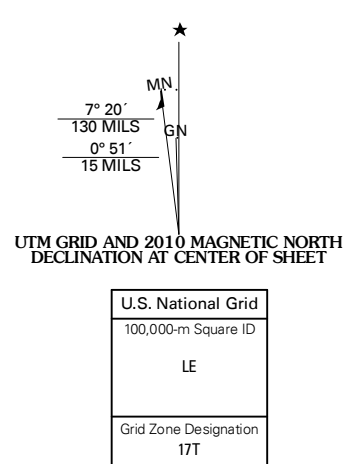 MN
7° 20´
130 MILS
GN
0° 51´
15 MILS
UTM GRID AND 2010 MAGNETIC NORTH
DECLINATION AT CENTER OF SHEET
U.S. National Grid
100,000-m Square ID
LE
Grid Zone Designation
17T